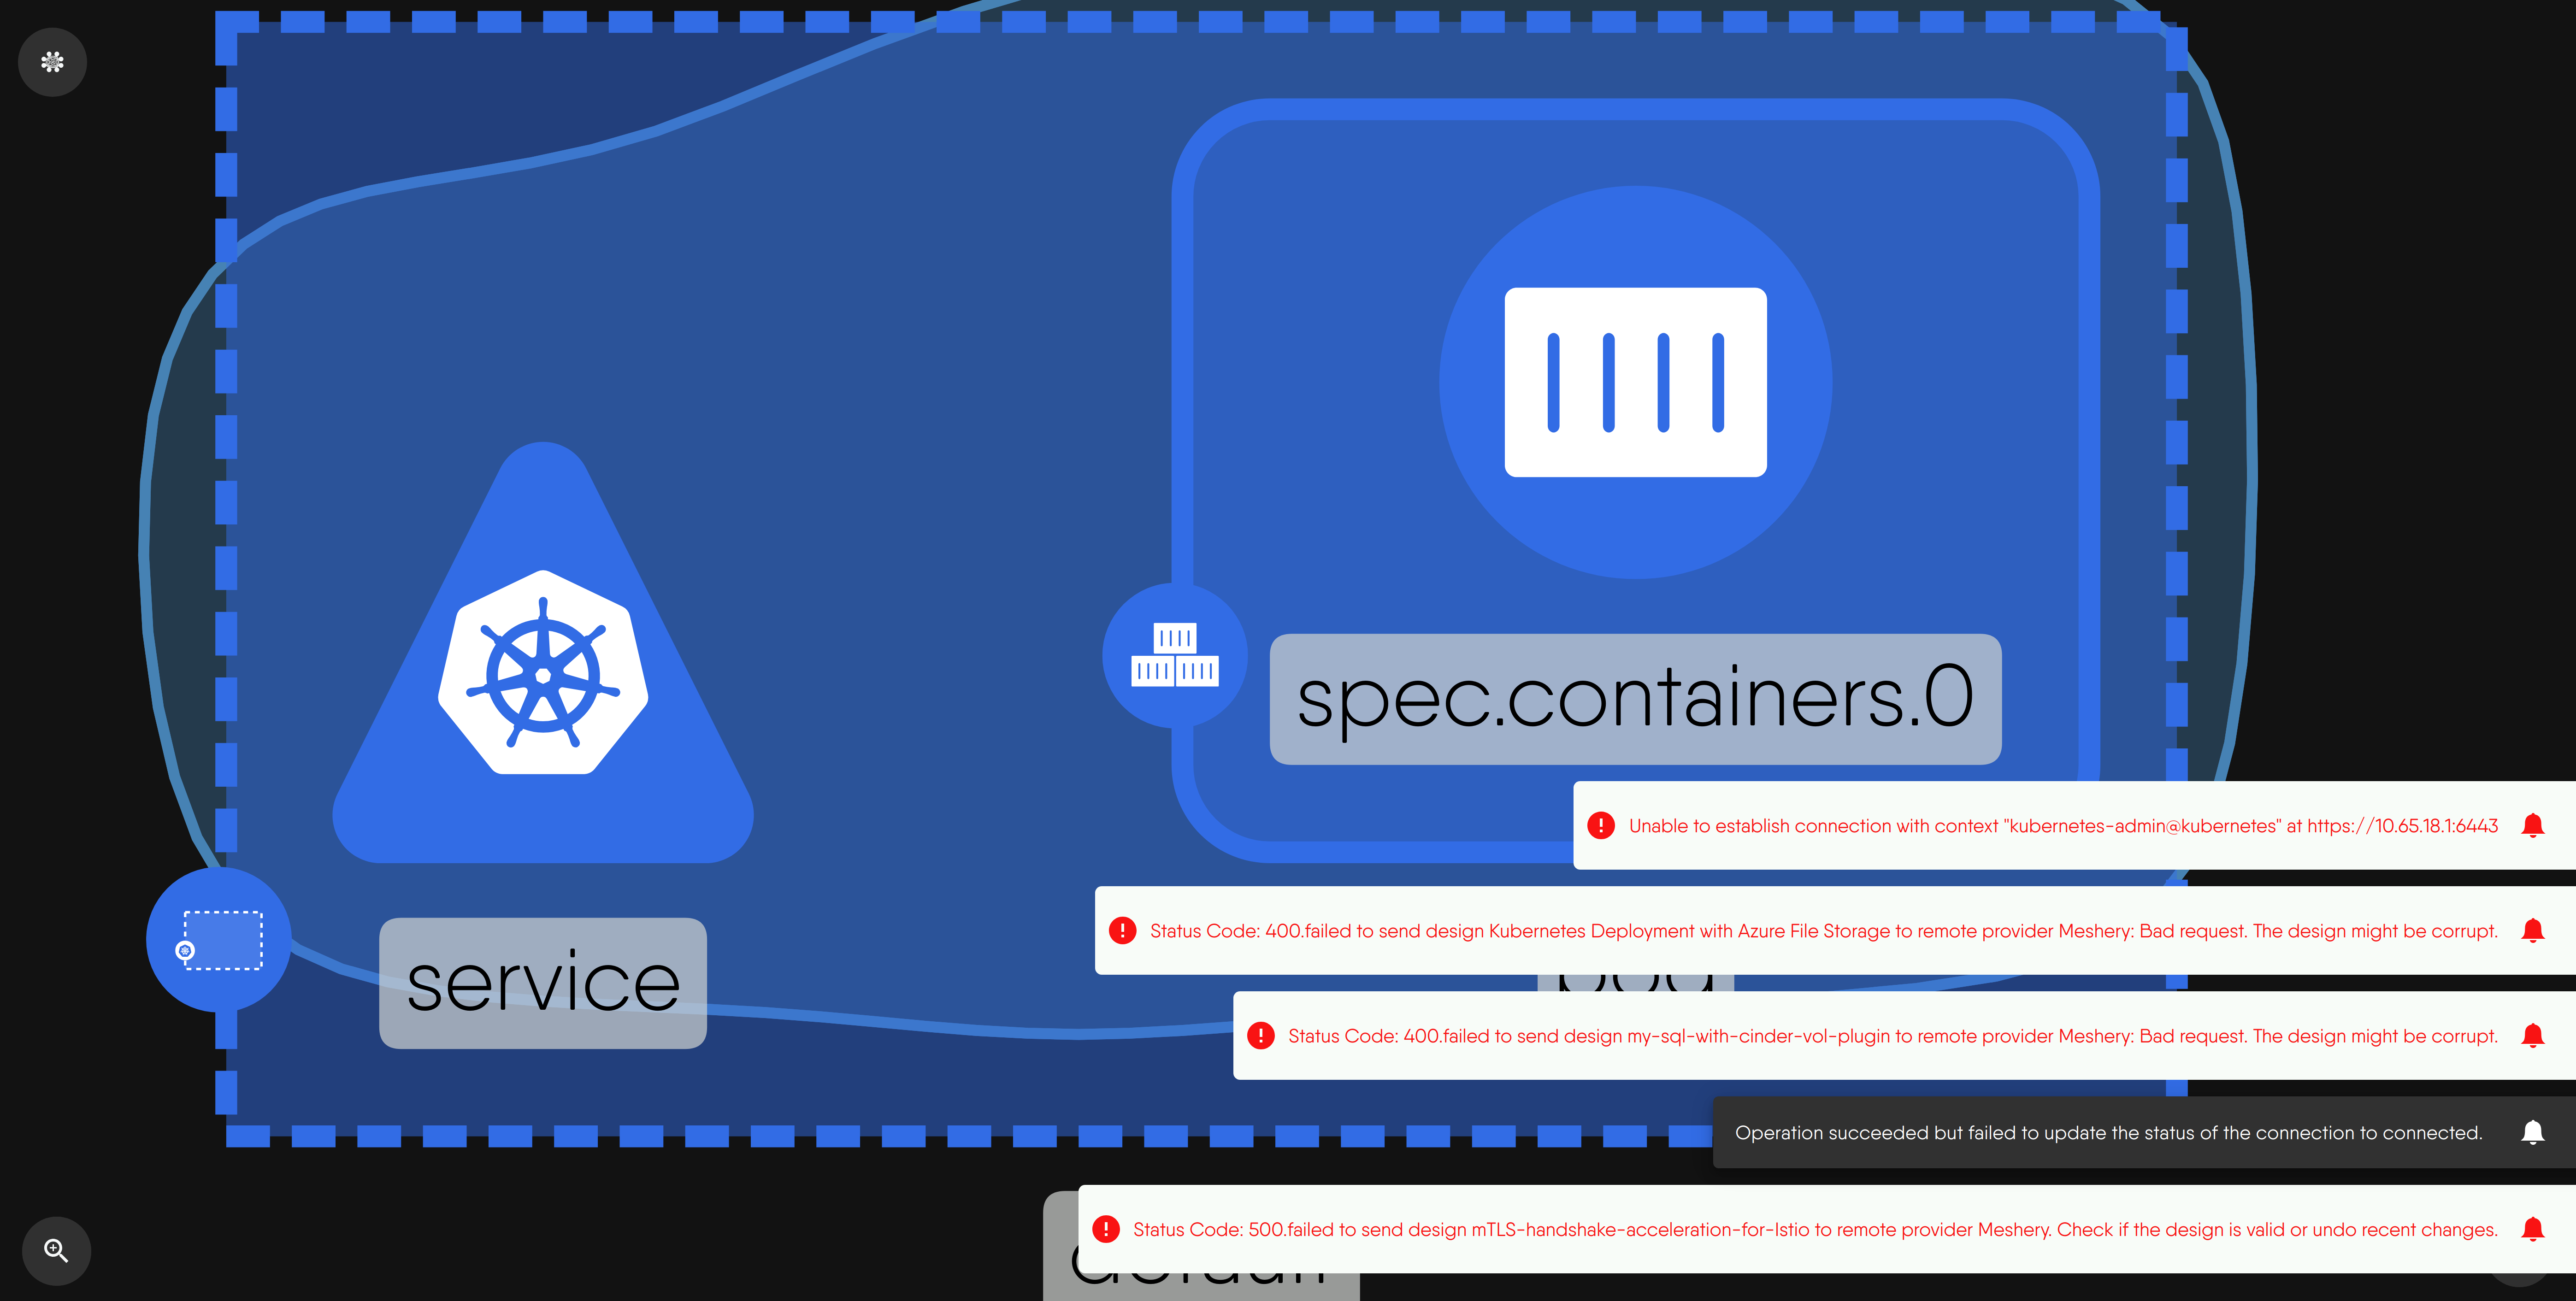 spec.containers.0
Unable to establish connection with context "kubernetes-admin@kubernetes" at https://10.65.18.1:6443
Status Code: 400.failed to send design Kubernetes Deployment with Azure File Storage to remote provider Meshery: Bad request. The design might be corrupt.
service
Status Code: 400.failed to send design my-sql-with-cinder-vol-plugin to remote provider Meshery: Bad request. The design might be corrupt.
Operation succeeded but failed to update the status of the connection to connected.
Status Code: 500.failed to send design mTLS-handshake-acceleration-for-Istio to remote provider Meshery. Check if the design is valid or undo recent changes.